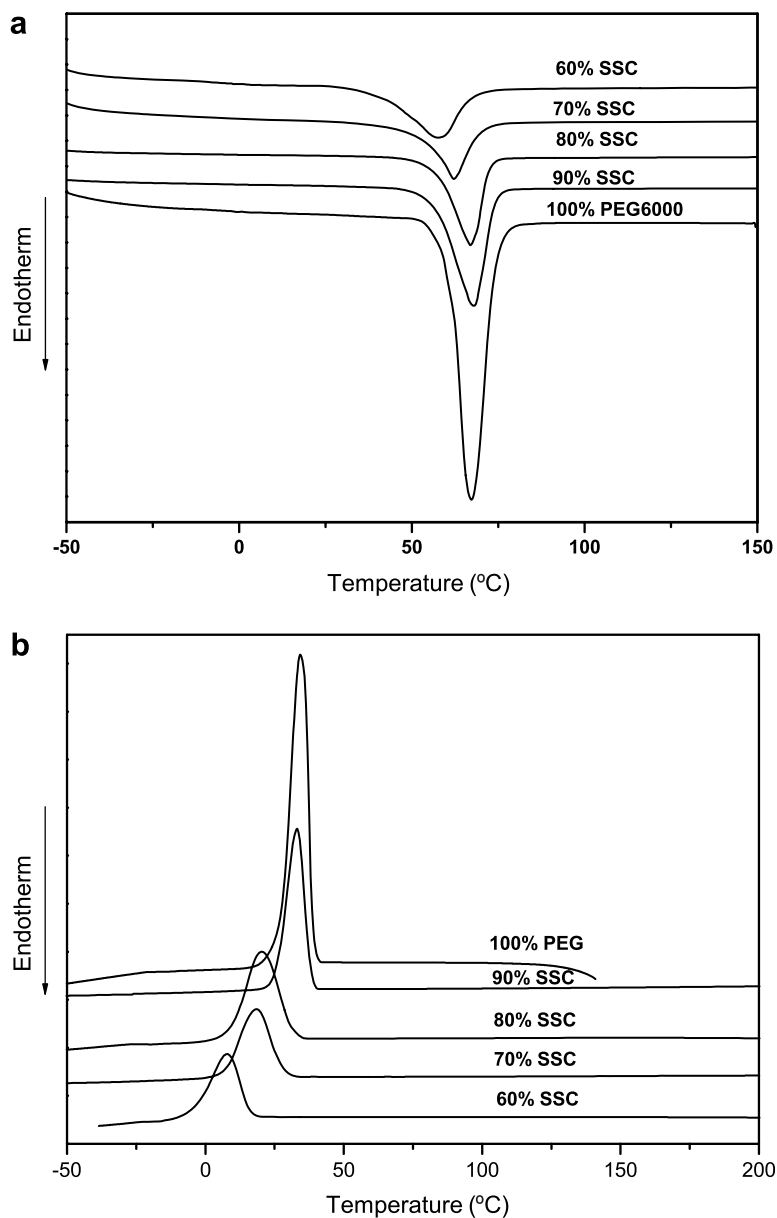 a
60% SSC
70% SSC
80% SSC
90% SSC
100% PEG6000
Endotherm
-50 0 50 100 150
Temperature (ºC)
b
100% PEG
90% SSC
80% SSC
70% SSC
60% SSC
Endotherm
-50 0 50 100 150 200
Temperature (ºC)